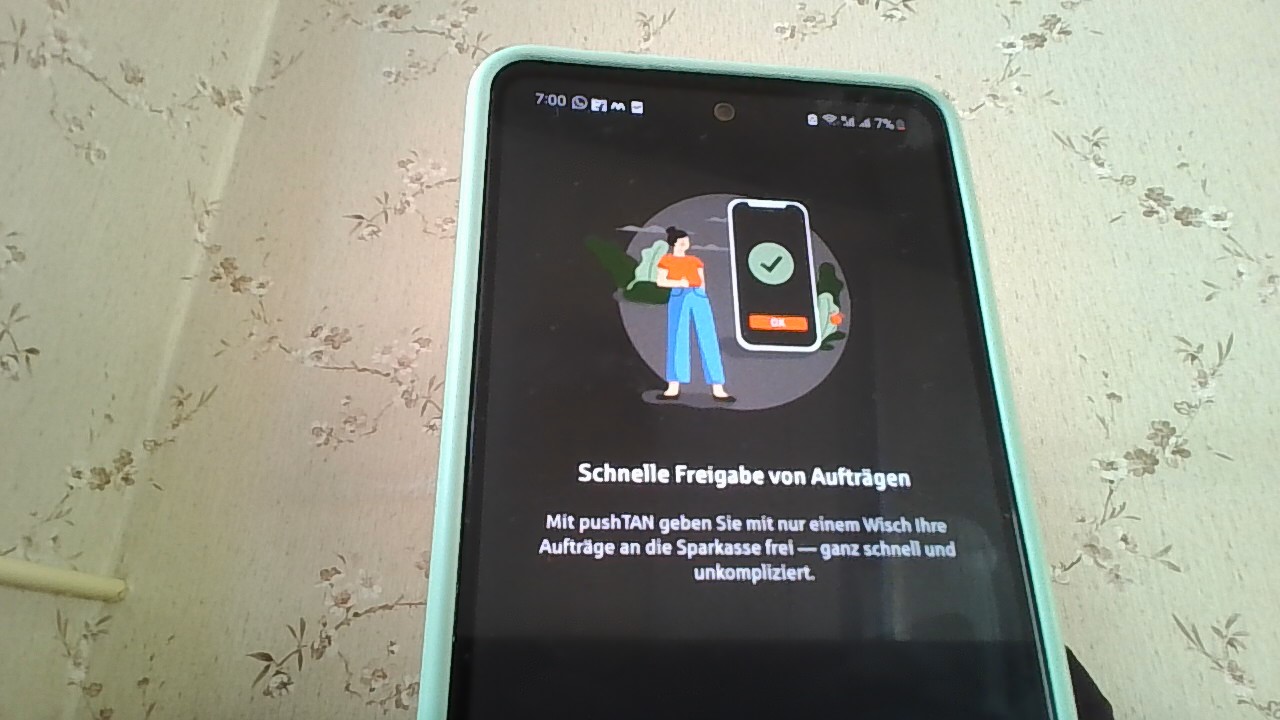 7:00
7%
OK
Schnelle Freigabe von Aufträgen
Mit pushTAN geben Sie mit nur einem Wisch Ihre
Aufträge an die Sparkasse frei — ganz schnell und
unkompliziert.